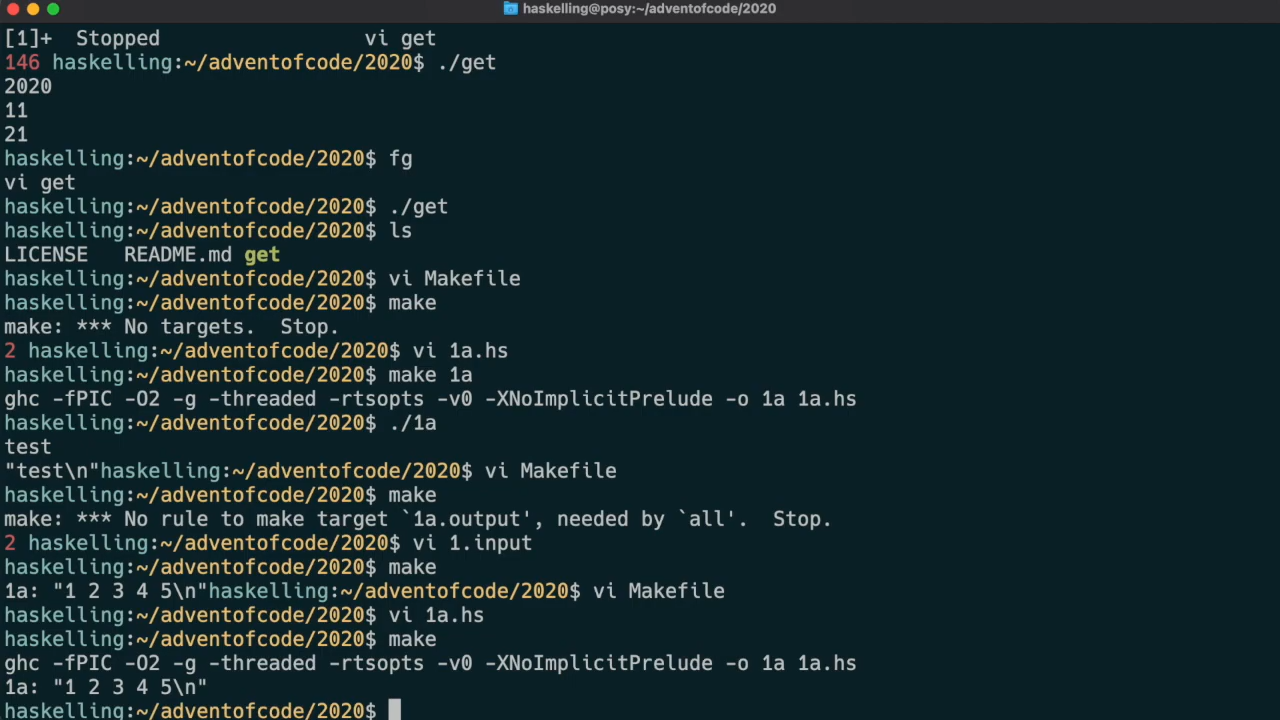 haskelling@posy:~/adventofcode/2020
[1]+  Stopped                 vi get
146 haskelling:~/adventofcode/2020$ ./get
2020
11
21
haskelling:~/adventofcode/2020$ fg
vi get
haskelling:~/adventofcode/2020$ ./get
haskelling:~/adventofcode/2020$ ls
LICENSE   README.md get
haskelling:~/adventofcode/2020$ vi Makefile
haskelling:~/adventofcode/2020$ make
make: *** No targets.  Stop.
2 haskelling:~/adventofcode/2020$ vi 1a.hs
haskelling:~/adventofcode/2020$ make 1a
ghc -fPIC -O2 -g -threaded -rtsopts -v0 -XNoImplicitPrelude -o 1a 1a.hs
haskelling:~/adventofcode/2020$ ./1a
test
"test\n"haskelling:~/adventofcode/2020$ vi Makefile
haskelling:~/adventofcode/2020$ make
make: *** No rule to make target `1a.output', needed by `all'.  Stop.
2 haskelling:~/adventofcode/2020$ vi 1.input
haskelling:~/adventofcode/2020$ make
1a: "1 2 3 4 5\n"haskelling:~/adventofcode/2020$ vi Makefile
haskelling:~/adventofcode/2020$ vi 1a.hs
haskelling:~/adventofcode/2020$ make
ghc -fPIC -O2 -g -threaded -rtsopts -v0 -XNoImplicitPrelude -o 1a 1a.hs
1a: "1 2 3 4 5\n"
haskelling:~/adventofcode/2020$